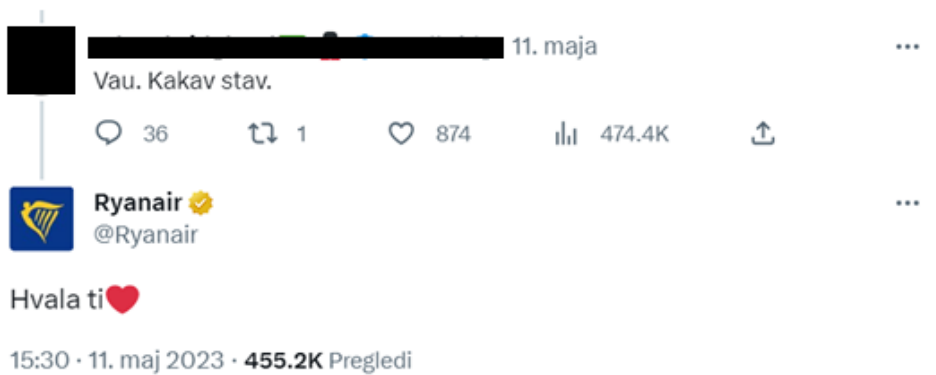 11. maja
Vau. Kakav stav.
36 1 874 474.4K
Ryanair
@Ryanair
Hvala ti❤️
15:30 · 11. maj 2023 · 455.2K Pregledi